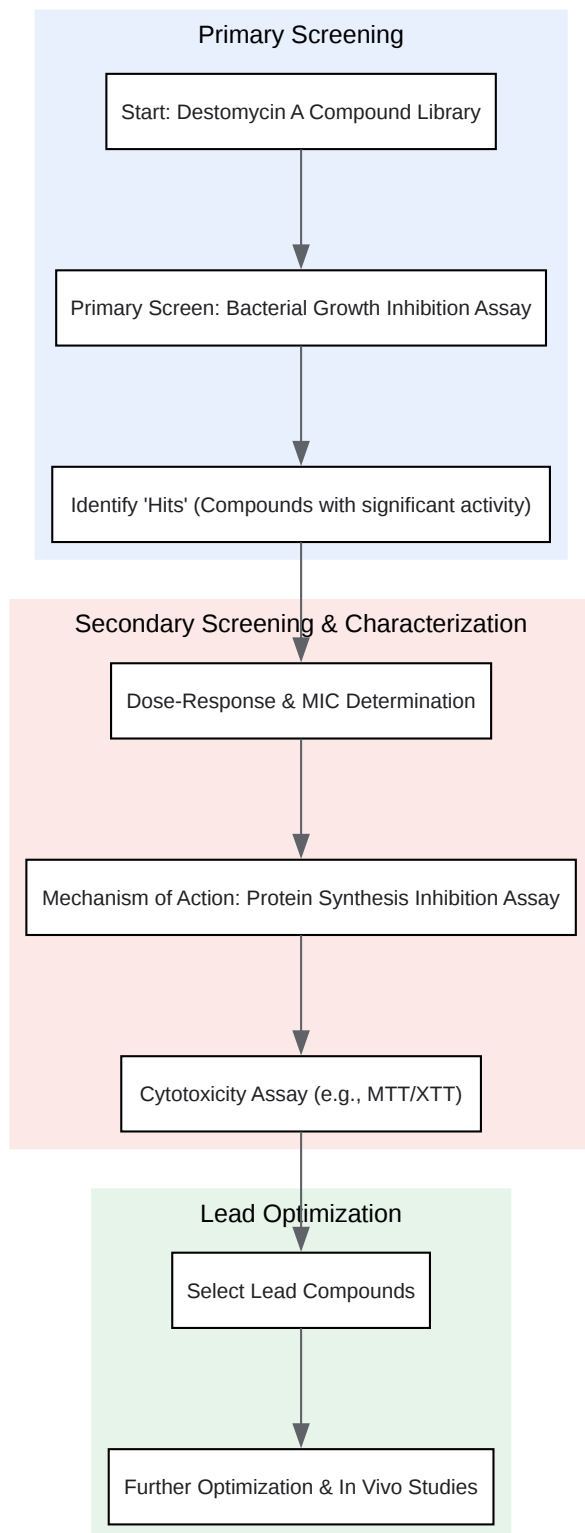 Primary Screening
Start: Destomycin A Compound Library
Primary Screen: Bacterial Growth Inhibition Assay
Identify 'Hits' (Compounds with significant activity)
Secondary Screening & Characterization
Dose-Response & MIC Determination
Mechanism of Action: Protein Synthesis Inhibition Assay
Cytotoxicity Assay (e.g., MTT/XTT)
Lead Optimization
Select Lead Compounds
Further Optimization & In Vivo Studies